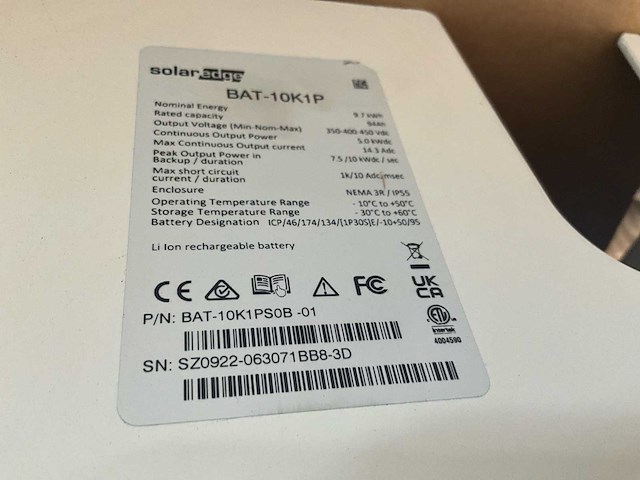 solaredge
BAT-10K1P
Nominal Energy 9.7 kWh
Rated capacity 94Ah
Output Voltage (Min-Nom-Max) 350-400-450 Vdc
Continuous Output Power 5.0 kWdc
Max Continuous Output current 14.3 Adc
Peak Output Power in
Backup / duration 7.5 /10 kWdc / sec
Max short circuit
current / duration 1k/10 Adc/msec
Enclosure NEMA 3R / IP55
Operating Temperature Range - 10°C to +50°C
Storage Temperature Range - 30°C to +60°C
Battery Designation ICP/46/174/134/[1P30S]E/-10+50/95
Li Ion rechargeable battery
CE FC UK
CA
ETL
Intertek
4004590
P/N: BAT-10K1PS0B -01
SN: SZ0922-063071BB8-3D